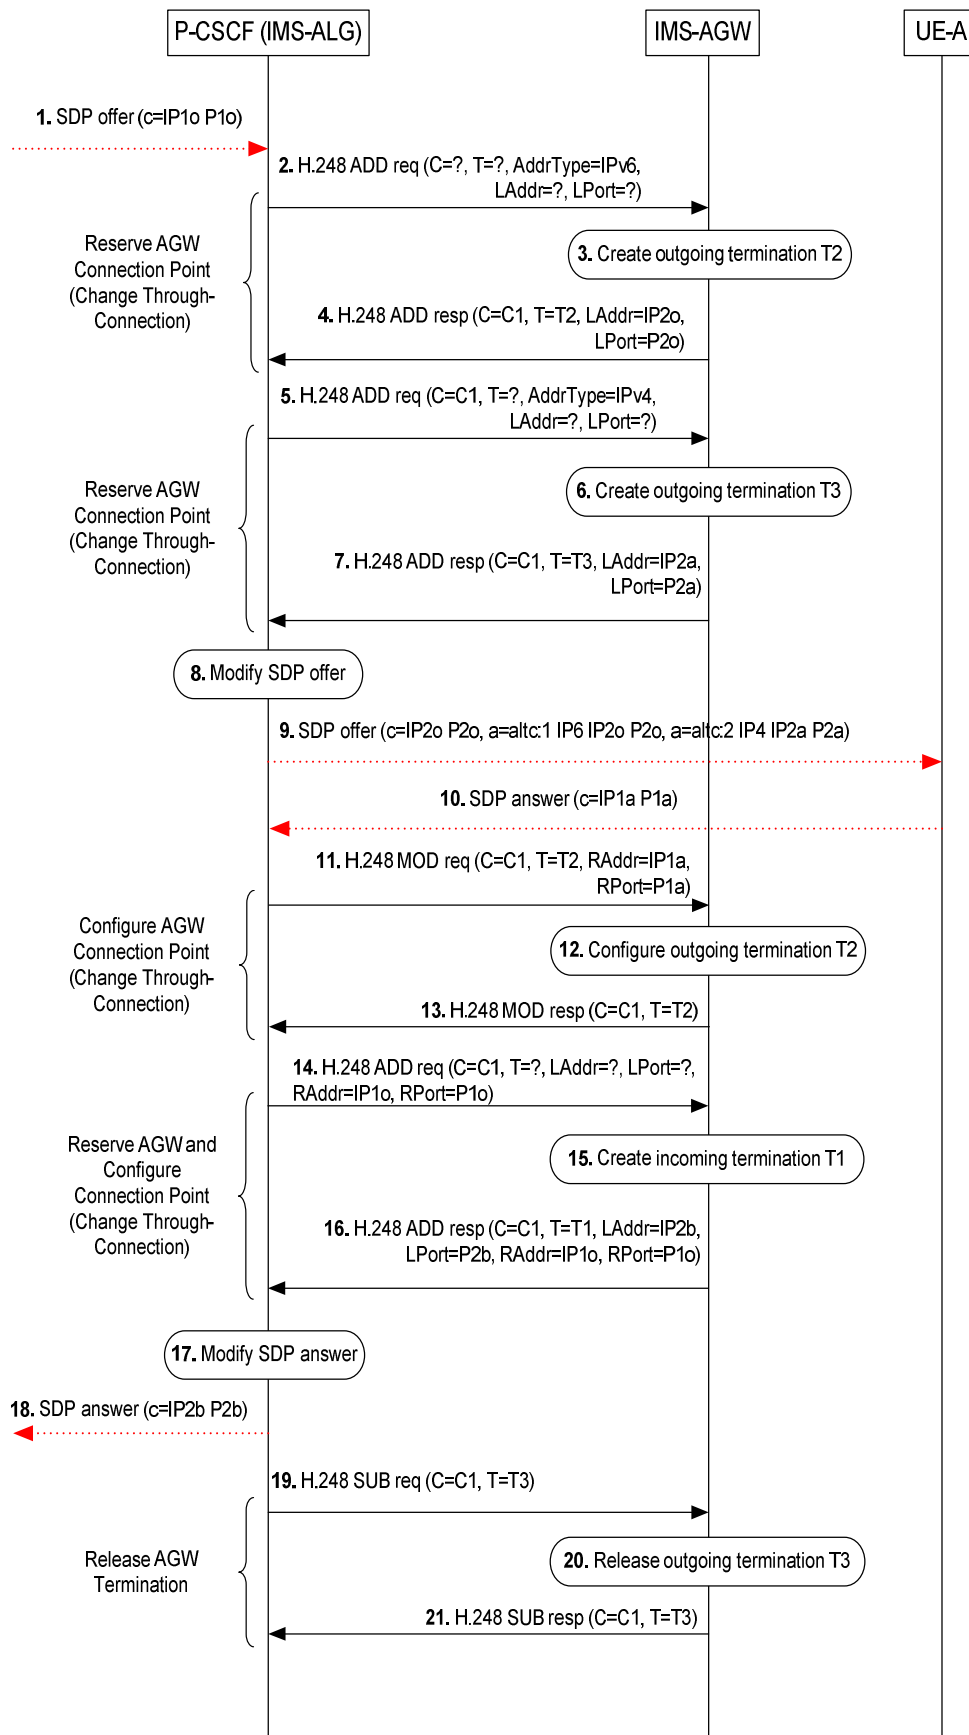 P-CSCF (IMS-ALG)
IMS-AGW
UE-A
1. SDP offer (c=IP1o P1o)
2. H.248 ADD req (C=?, T=?, AddrType=IPv6,
LAddr=?, LPort=?)
Reserve AGW
Connection Point
(Change Through-
Connection)
3. Create outgoing termination T2
4. H.248 ADD resp (C=C1, T=T2, LAddr=IP2o,
LPort=P2o)
5. H.248 ADD req (C=C1, T=?, AddrType=IPv4,
LAddr=?, LPort=?)
Reserve AGW
Connection Point
(Change Through-
Connection)
6. Create outgoing termination T3
7. H.248 ADD resp (C=C1, T=T3, LAddr=IP2a,
LPort=P2a)
8. Modify SDP offer
9. SDP offer (c=IP2o P2o, a=altc:1 IP6 IP2o P2o, a=altc:2 IP4 IP2a P2a)
10. SDP answer (c=IP1a P1a)
11. H.248 MOD req (C=C1, T=T2, RAddr=IP1a,
RPort=P1a)
Configure AGW
Connection Point
(Change Through-
Connection)
12. Configure outgoing termination T2
13. H.248 MOD resp (C=C1, T=T2)
14. H.248 ADD req (C=C1, T=?, LAddr=?, LPort=?,
RAddr=IP1o, RPort=P1o)
Reserve AGW and
Configure
Connection Point
(Change Through-
Connection)
15. Create incoming termination T1
16. H.248 ADD resp (C=C1, T=T1, LAddr=IP2b,
LPort=P2b, RAddr=IP1o, RPort=P1o)
17. Modify SDP answer
18. SDP answer (c=IP2b P2b)
19. H.248 SUB req (C=C1, T=T3)
Release AGW
Termination
20. Release outgoing termination T3
21. H.248 SUB resp (C=C1, T=T3)